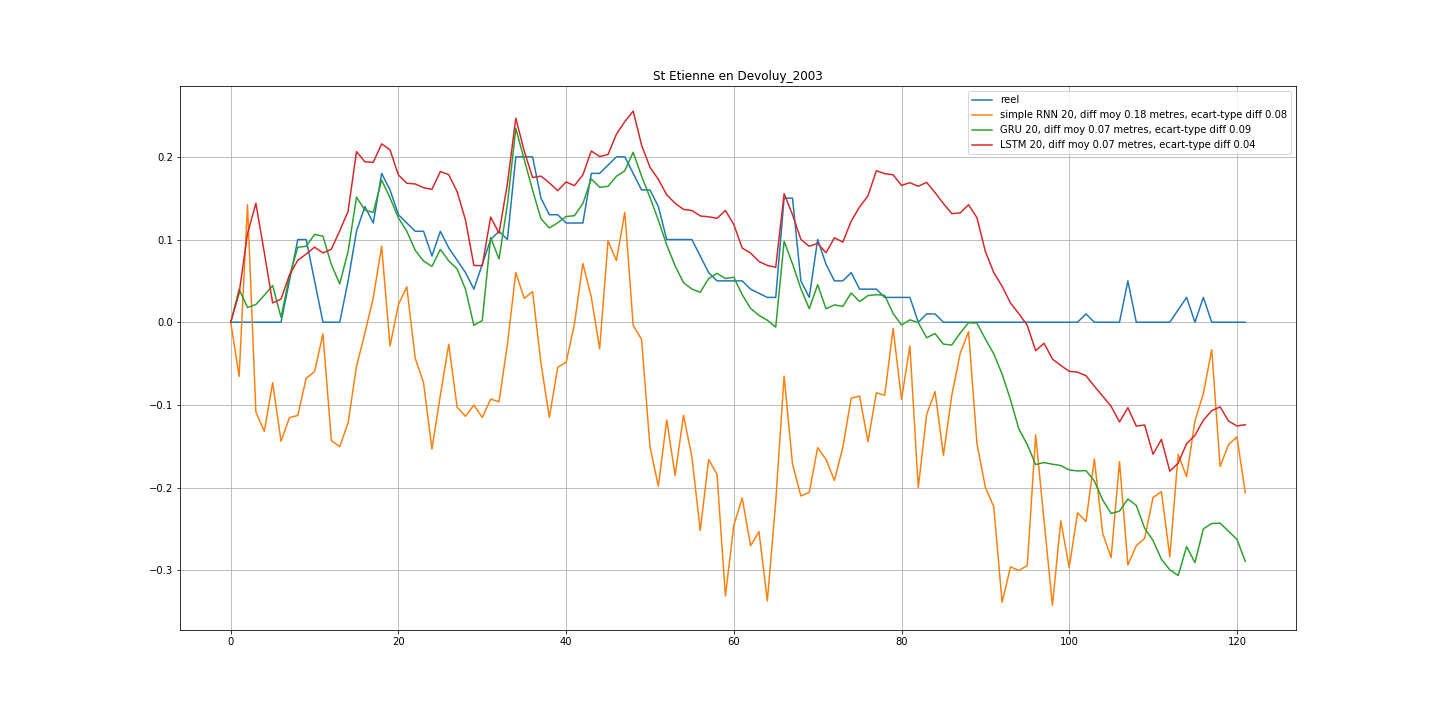 St Etienne en Devoluy_2003
reel
simple RNN 20, diff moy 0.18 metres, ecart-type diff 0.08
GRU 20, diff moy 0.07 metres, ecart-type diff 0.09
LSTM 20, diff moy 0.07 metres, ecart-type diff 0.04
0.2
0.1
0.0
−0.1
−0.2
−0.3
0 20 40 60 80 100 120